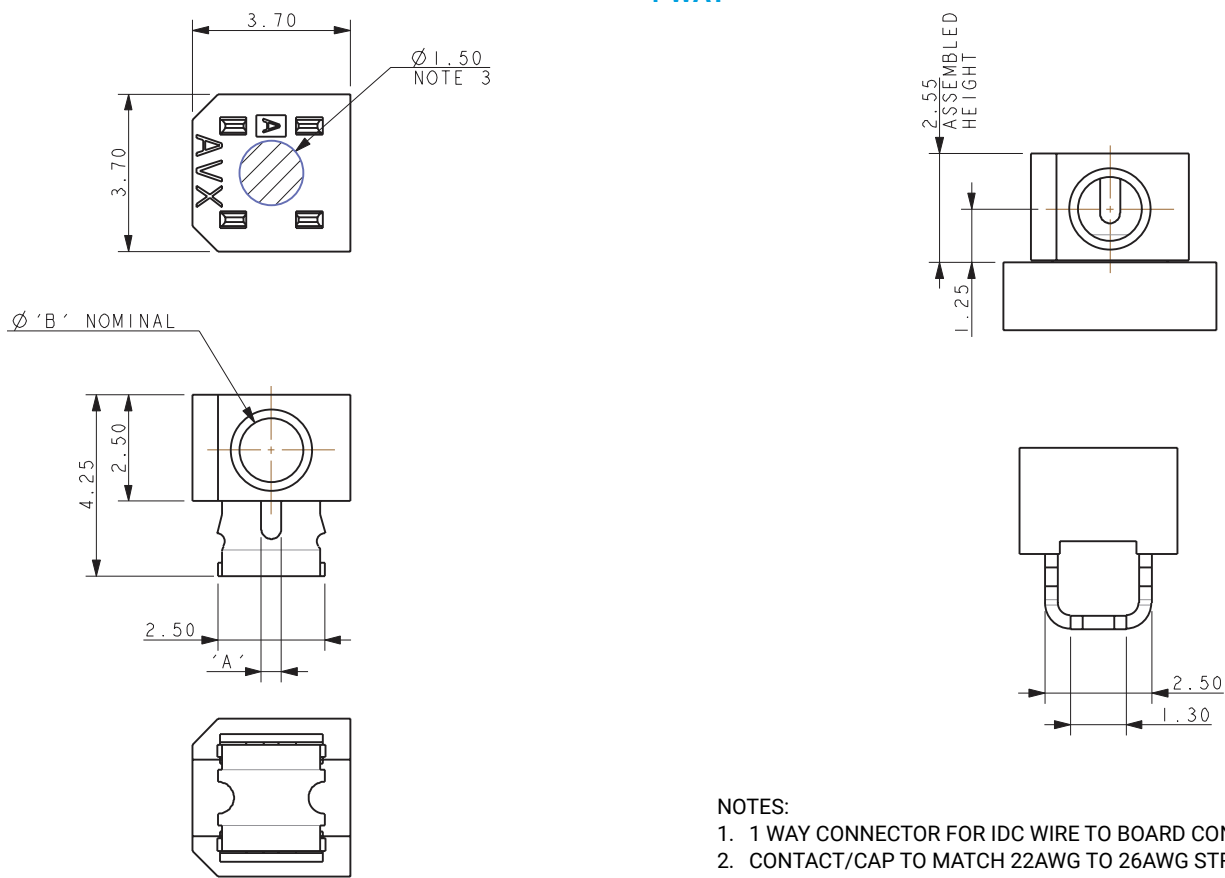 3.70
Ø1.50
NOTE 3
3.70
A
AVX
2.55
ASSEMBLED
HEIGHT
1.25
Ø 'B' NOMINAL
4.25
2.50
2.50
'A'
2.50
1.30
NOTES:
1. 1 WAY CONNECTOR FOR IDC WIRE TO BOARD
2. CONTACT/CAP TO MATCH 22AWG TO 26AWG